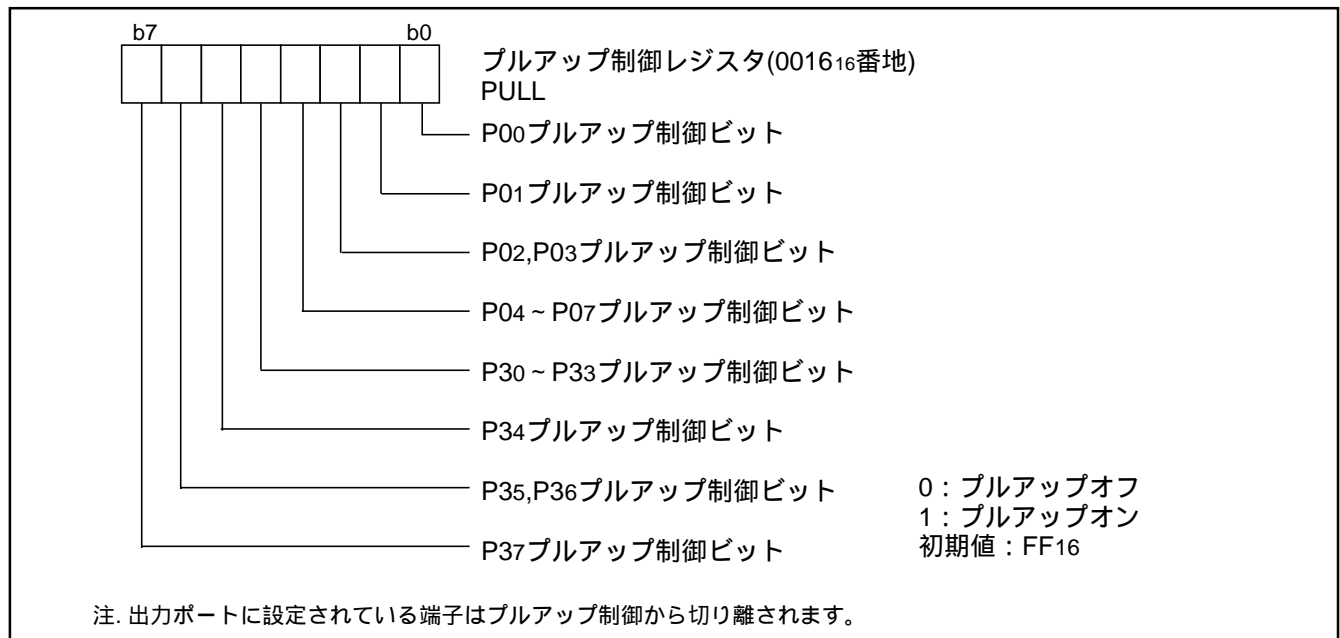 b7 b0
プルアップ制御レジスタ(001616番地)
PULL
P00プルアップ制御ビット
P01プルアップ制御ビット
P02,P03プルアップ制御ビット
P04～P07プルアップ制御ビット
P30～P33プルアップ制御ビット
P34プルアップ制御ビット
P35,P36プルアップ制御ビット
P37プルアップ制御ビット
0：プルアップオフ
1：プルアップオン
初期値：FF16
注. 出力ポートに設定されている端子はプルアップ制御から切り離されます。